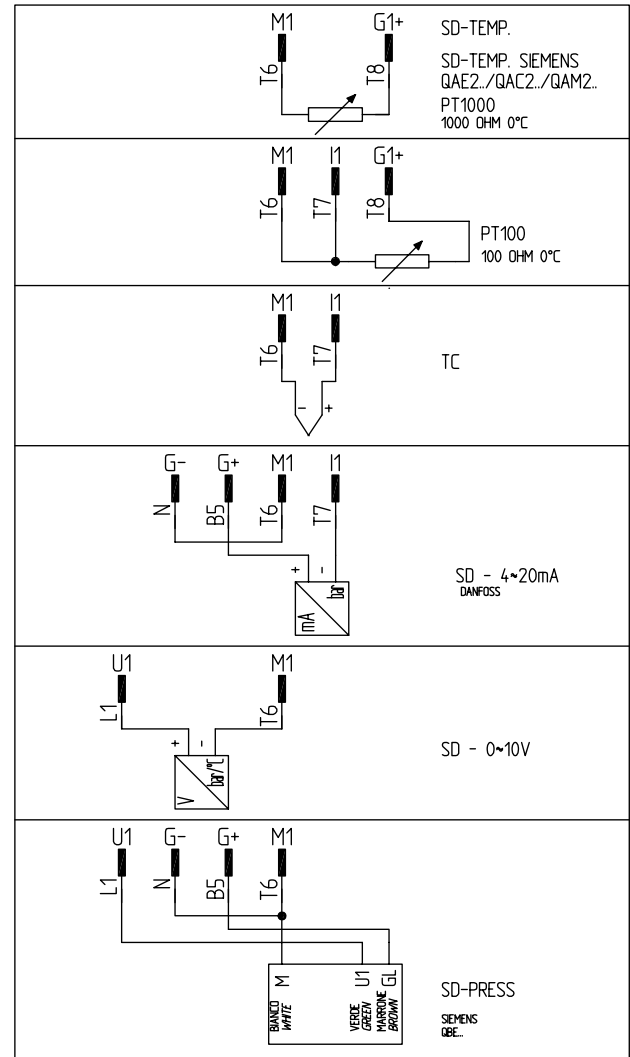 M1 G1+
T6 T8
SD-TEMP.
SD-TEMP. SIEMENS
QAE2../QAC2../QAM2..
PT1000
1000 OHM 0°C
M1 I1 G1+
T6 T7 T8
PT100
100 OHM 0°C
M1 I1
T6 T7
- +
TC
G- G+ M1 I1
N B5 T6 T7
+ -
mA bar
SD - 4~20mA
DANFOSS
U1 M1
L1 T6
+ -
V bar/°C
SD - 0~10V
U1 G- G+ M1
L1 N B5 T6
M U1 GL
BIANCO
WHITE
VERDE
GREEN
MARRONE
BROWN
SD-PRESS
SIEMENS
QBE...